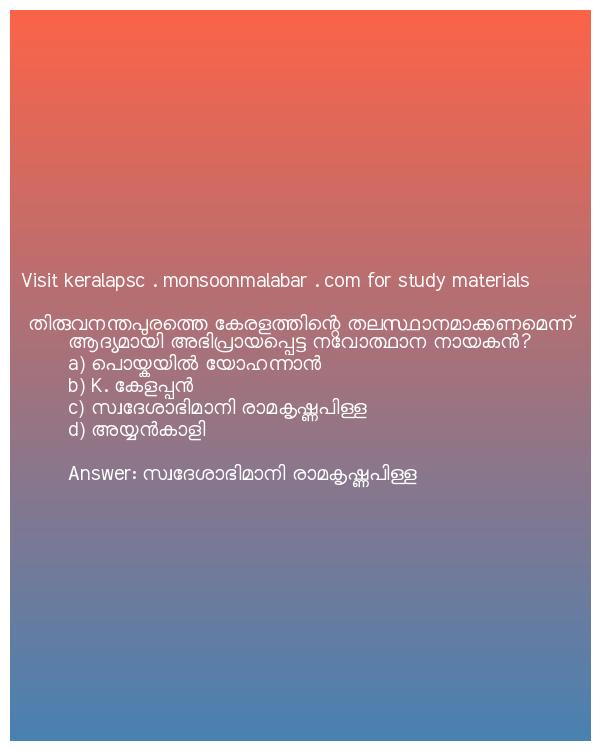 Visit keralapsc . monsoonmalabar . com for study materials
തിരുവനന്തപുരത്തെ കേരളത്തിന്റെ തലസ്ഥാനമാക്കണമെന്ന്
ആദ്യമായി അഭിപ്രായപ്പെട്ട നവോത്ഥാന നായകൻ?
a) പൊയ്കയിൽ യോഹന്നാൻ
b) K. കേളപ്പൻ
c) സ്വദേശാഭിമാനി രാമകൃഷ്ണപിള്ള
d) അയ്യൻകാളി
Answer: സ്വദേശാഭിമാനി രാമകൃഷ്ണപിള്ള